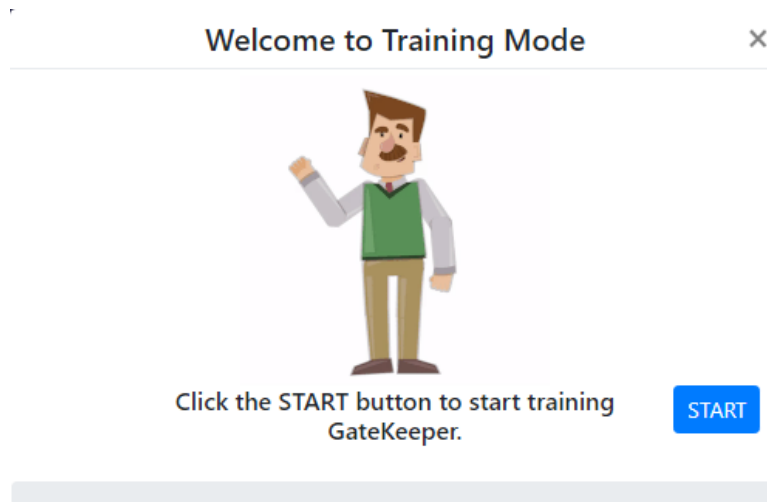 Welcome to Training Mode
×
Click the START button to start training
GateKeeper.
START